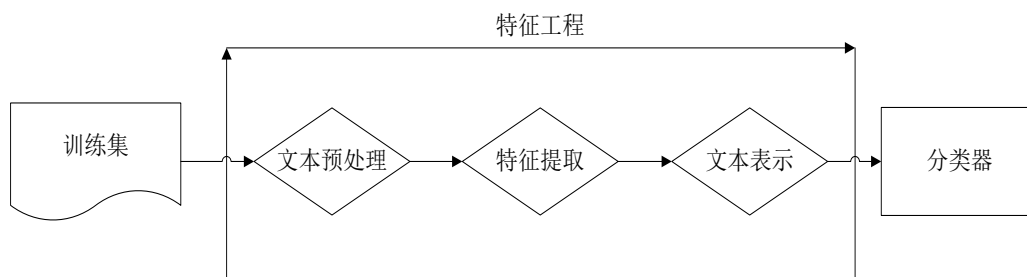 特征工程
训练集
文本预处理
特征提取
文本表示
分类器